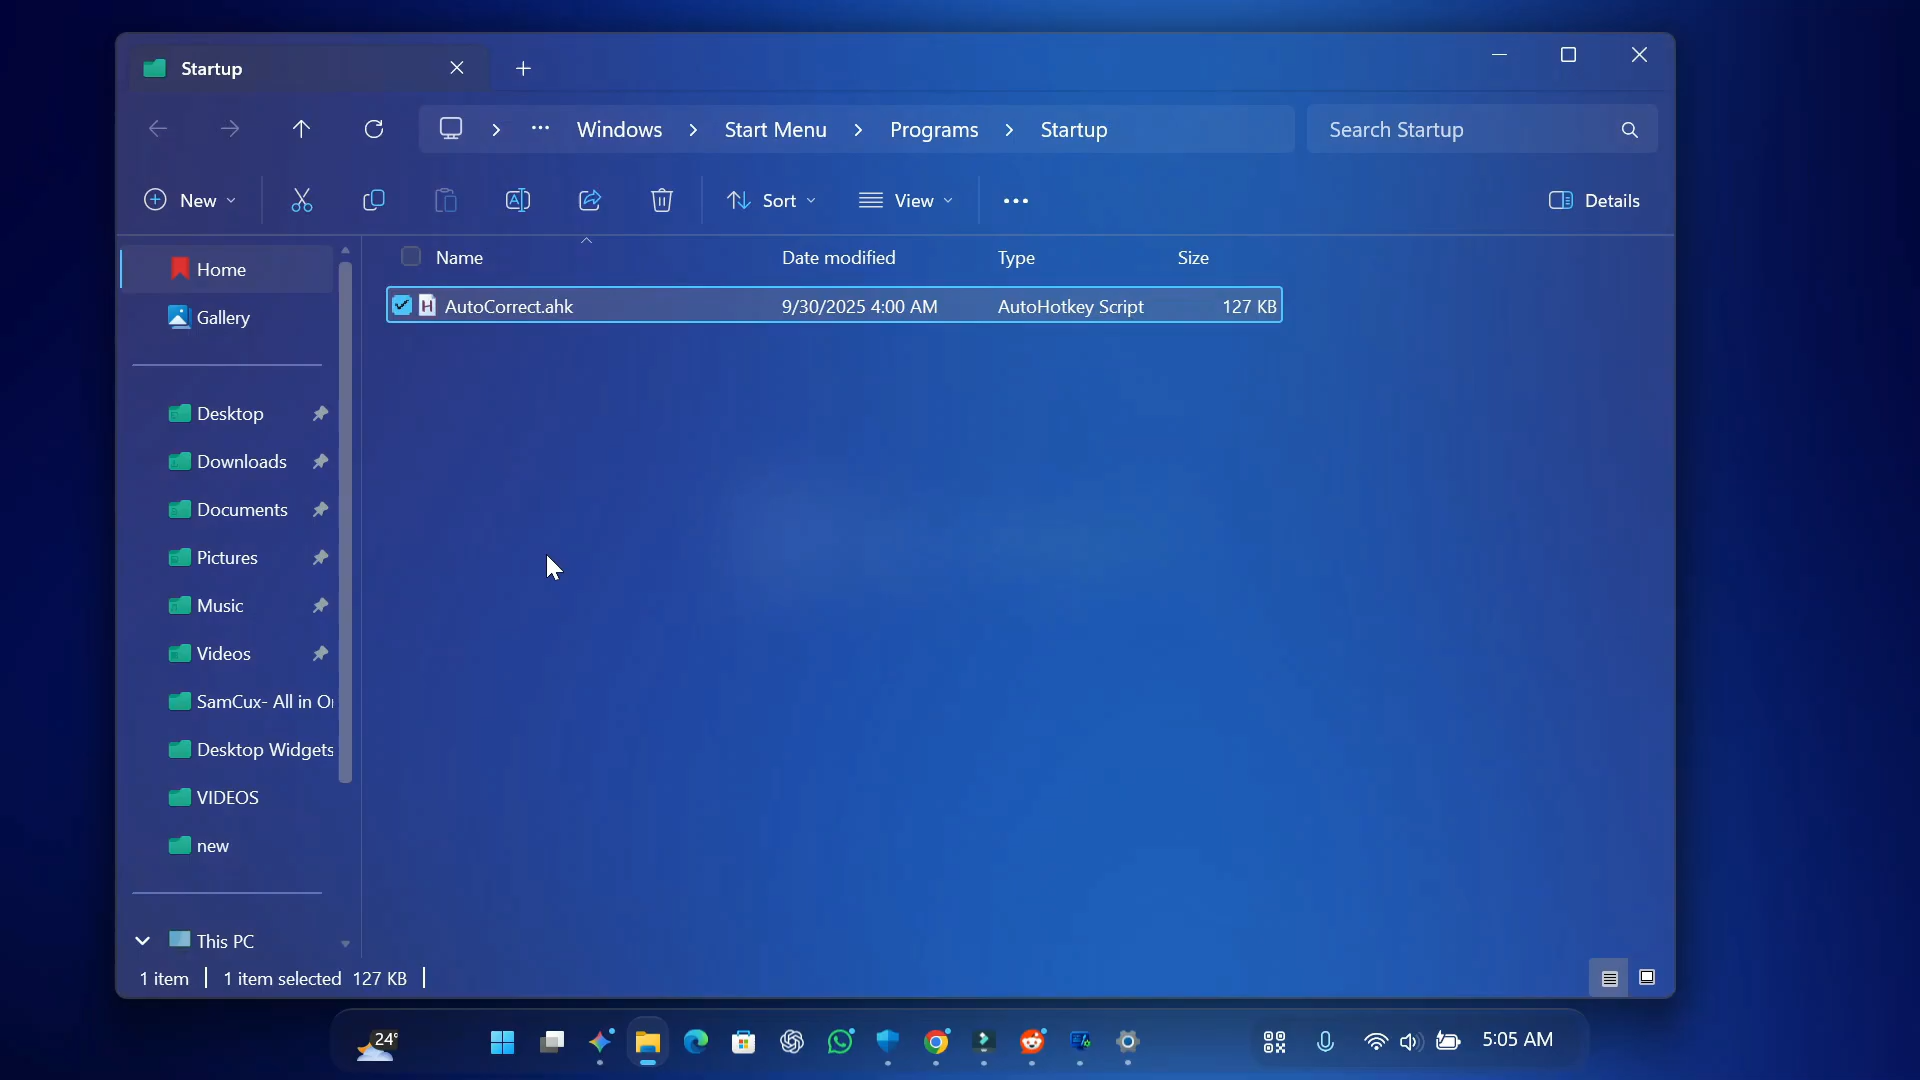 Startup
Windows Start Menu Programs Startup
Search Startup
New
Sort
View
Details
Name
Date modified
Type
Size
AutoCorrect.ahk
9/30/2025 4:00 AM
AutoHotkey Script
127 KB
Home
Gallery
Desktop
Downloads
Documents
Pictures
Music
Videos
SamCux- All in
Desktop Widgets
VIDEOS
new
This PC
1 item
1 item selected 127 KB
24°
5:05 AM